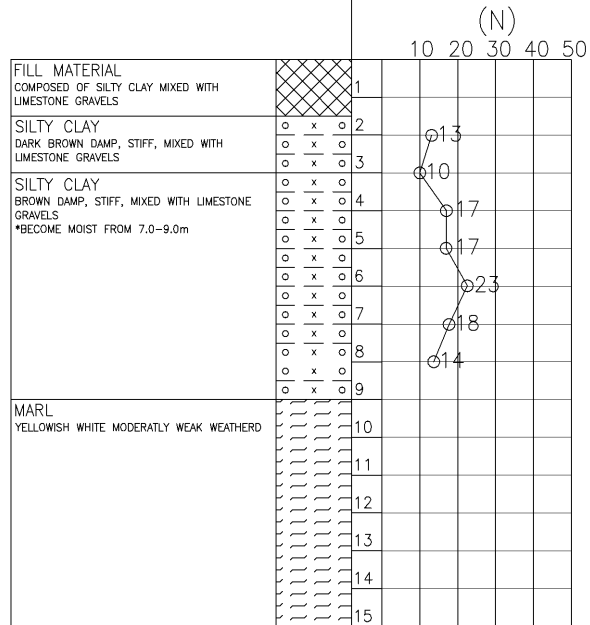 (N)
10 20 30 40 50
FILL MATERIAL
COMPOSED OF SILTY CLAY MIXED WITH
LIMESTONE GRAVELS
1
SILTY CLAY
DARK BROWN DAMP, STIFF, MIXED WITH
LIMESTONE GRAVELS
2
13
3
10
SILTY CLAY
BROWN DAMP, STIFF, MIXED WITH LIMESTONE
GRAVELS
*BECOME MOIST FROM 7.0-9.0m
4
17
5
17
6
23
7
18
8
14
9
MARL
YELLOWISH WHITE MODERATLY WEAK WEATHERD
10
11
12
13
14
15